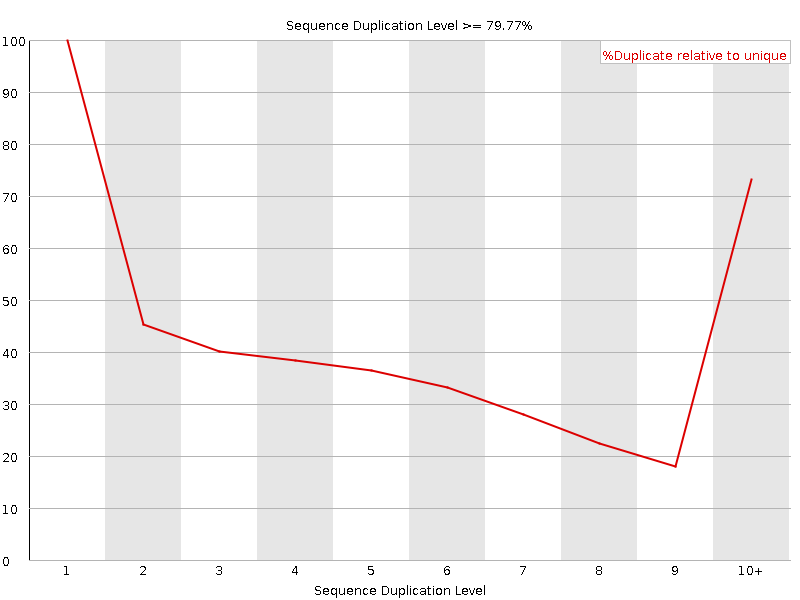 Sequence Duplication Level >= 79.77%
%Duplicate relative to unique
100
90
80
70
60
50
40
30
20
10
0
1 2 3 4 5 6 7 8 9 10+
Sequence Duplication Level